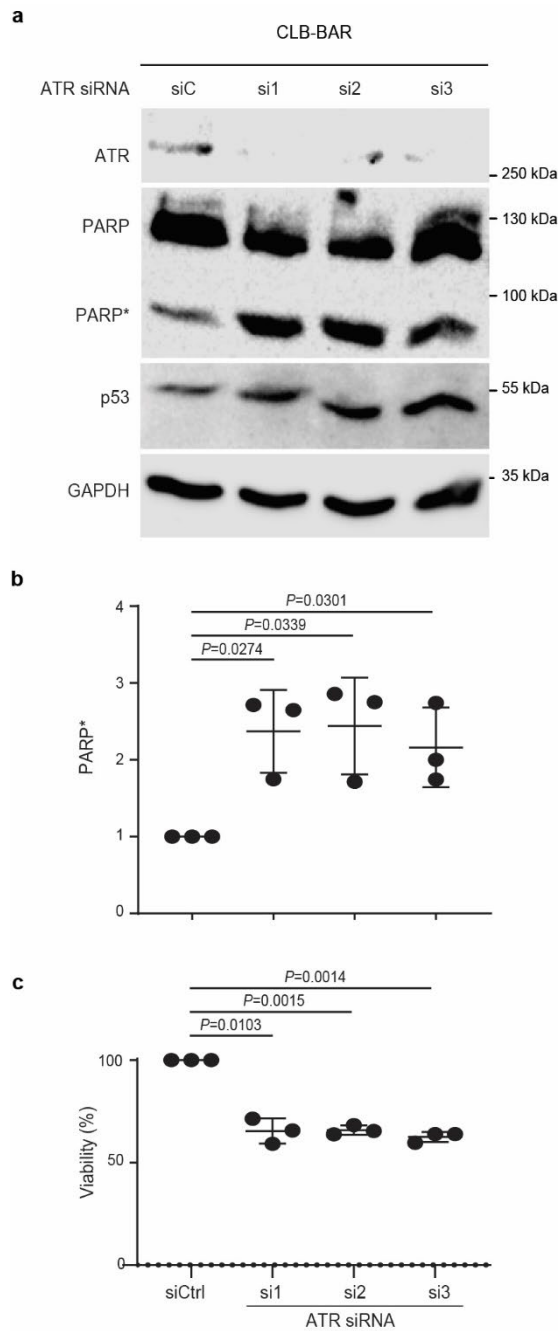 a
CLB-BAR
ATR siRNA siC si1 si2 si3
ATR
- 250 kDa
PARP
- 130 kDa
- 100 kDa
PARP*
p53
- 55 kDa
- 35 kDa
GAPDH
b
P=0.0301
P=0.0339
P=0.0274
4
3
2
1
0
PARP*
c
P=0.0014
P=0.0015
P=0.0103
100
50
0
Viability (%)
siCtrl si1 si2 si3
ATR siRNA